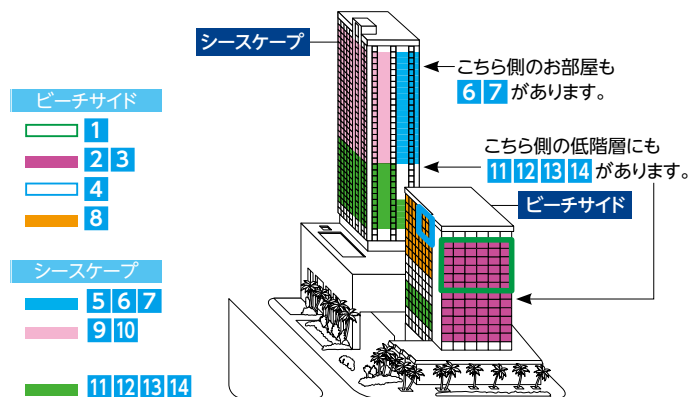 シースケープ
こちら側のお部屋も
6 7 があります。
こちら側の低階層にも
11 12 13 14 があります。
ビーチサイド
ビーチサイド
1
2 3
4
8
シースケープ
5 6 7
9 10
11 12 13 14